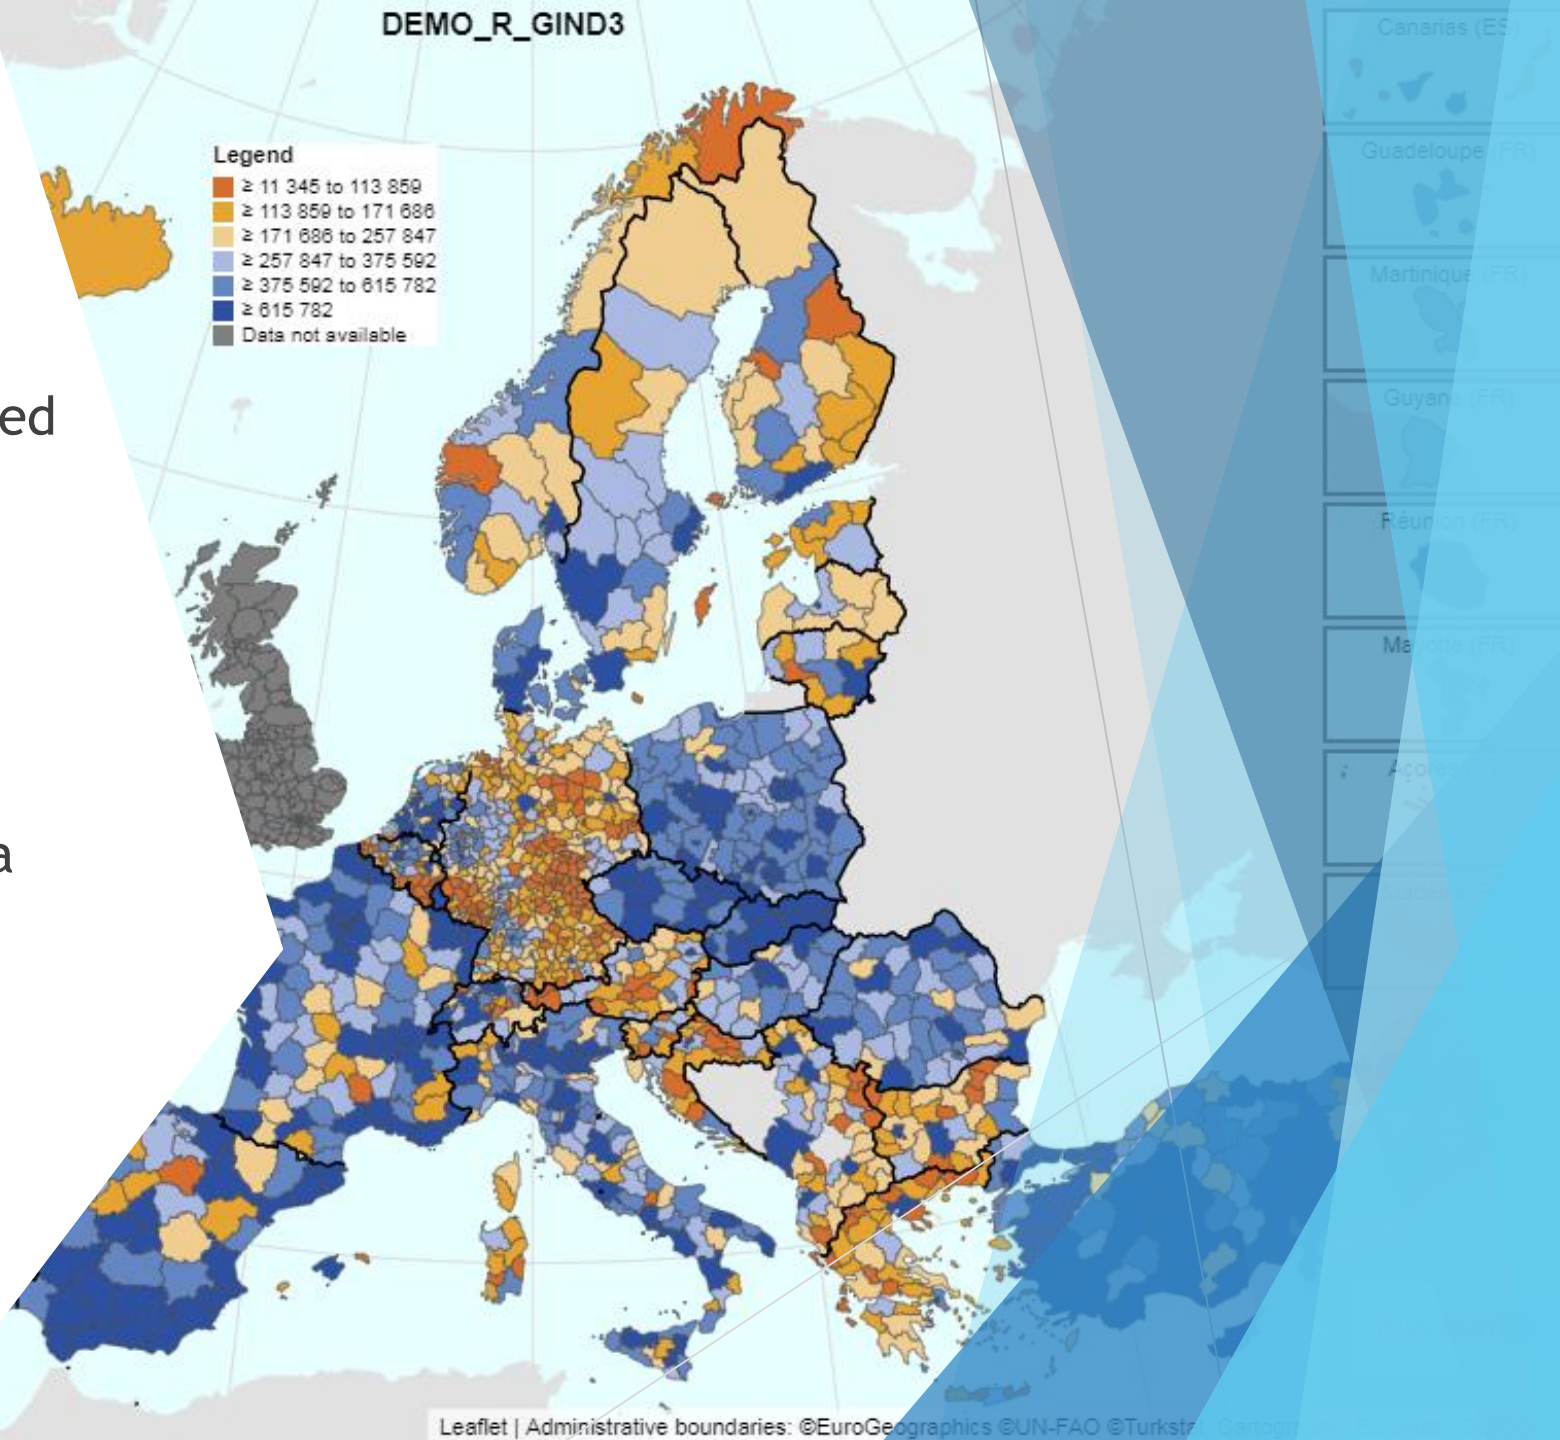 DEMO_R_GIND3
Legend
≥ 11 345 to 113 859
≥ 113 859 to 171 686
≥ 171 686 to 257 847
≥ 257 847 to 375 592
≥ 375 592 to 615 782
≥ 615 782
Data not available
ed
a
Canarias (ES)
Guadeloupe (FR)
Martinique (FR)
Guyane (FR)
Réunion (FR)
Mayotte (FR)
Açores (PT)
Leaflet | Administrative boundaries: ©EuroGeographics ©UN-FAO ©Turkstat